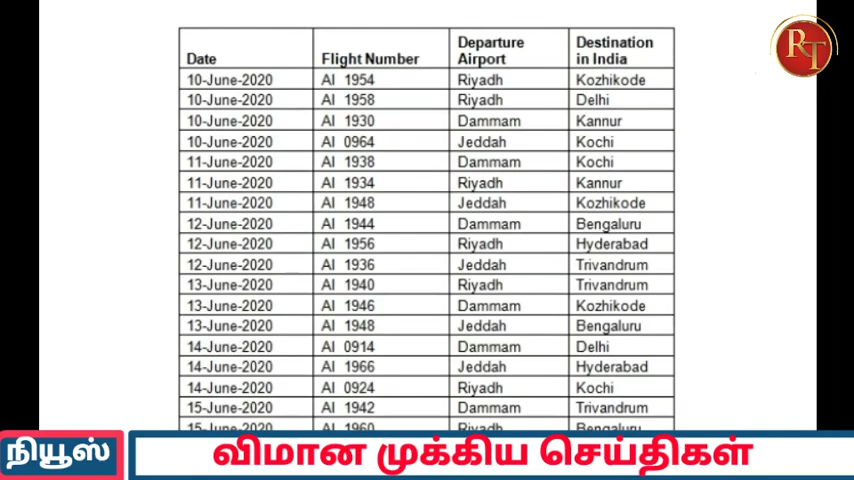 RT
Date Flight Number Departure Airport Destination in India
10-June-2020 AI 1954 Riyadh Kozhikode
10-June-2020 AI 1958 Riyadh Delhi
10-June-2020 AI 1930 Dammam Kannur
10-June-2020 AI 0964 Jeddah Kochi
11-June-2020 AI 1938 Dammam Kochi
11-June-2020 AI 1934 Riyadh Kannur
11-June-2020 AI 1948 Jeddah Kozhikode
12-June-2020 AI 1944 Dammam Bengaluru
12-June-2020 AI 1956 Riyadh Hyderabad
12-June-2020 AI 1936 Jeddah Trivandrum
13-June-2020 AI 1940 Riyadh Trivandrum
13-June-2020 AI 1946 Dammam Kozhikode
13-June-2020 AI 1948 Jeddah Bengaluru
14-June-2020 AI 0914 Dammam Delhi
14-June-2020 AI 1966 Jeddah Hyderabad
14-June-2020 AI 0924 Riyadh Kochi
15-June-2020 AI 1942 Dammam Trivandrum
15-June-2020 AI 1960 Riyadh Bengaluru
நியூஸ் விமான முக்கிய செய்திகள்